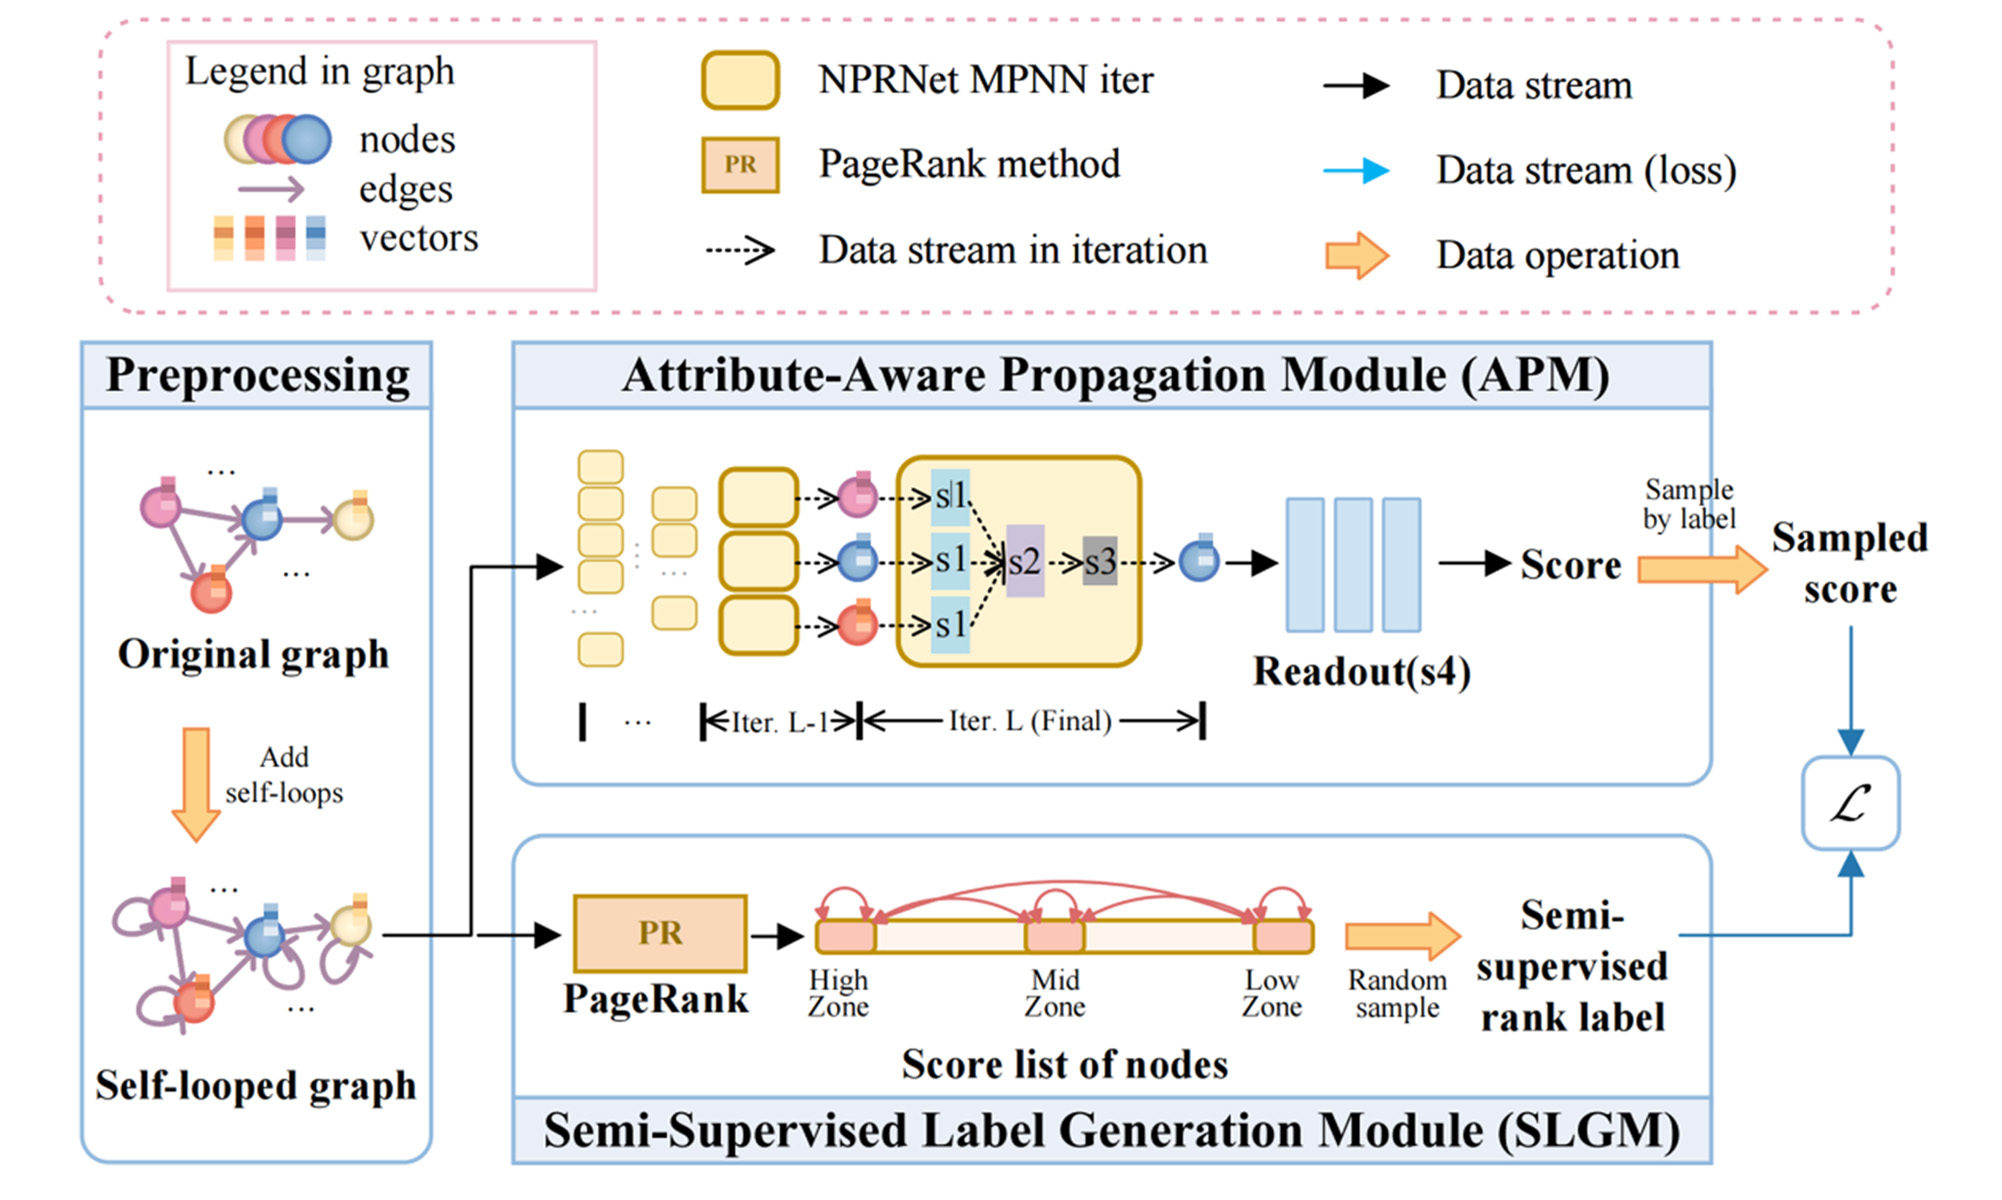 Legend in graph
nodes
edges
vectors
NPRNet MPNN iter
PR
PageRank method
Data stream in iteration
Data stream
Data stream (loss)
Data operation
Preprocessing
...
...
Original graph
Add
self-loops
...
...
Self-looped graph
Attribute-Aware Propagation Module (APM)
...
...
s1
s1
s1
s2
s3
Readout(s4)
Score
Sample
by label
Sampled
score
...
Iter. L-1
Iter. L (Final)
ℒ
PR
PageRank
High
Zone
Mid
Zone
Low
Zone
Score list of nodes
Random
sample
Semi-
supervised
rank label
Semi-Supervised Label Generation Module (SLGM)